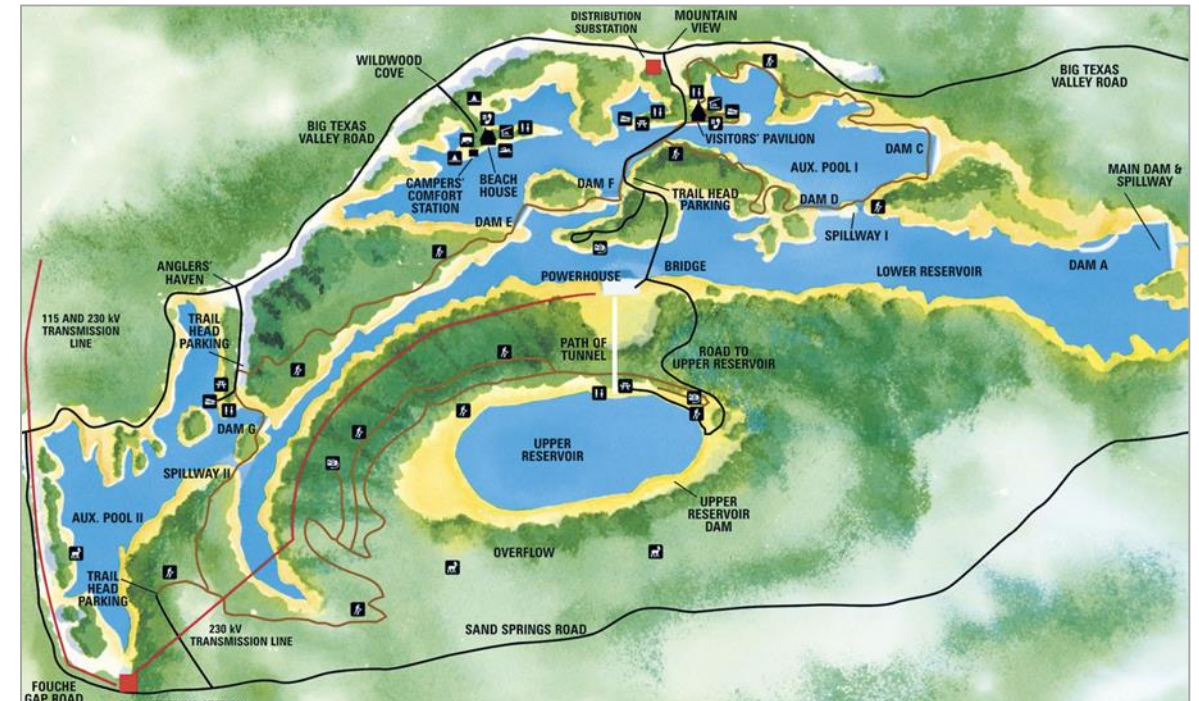 DISTRIBUTION
SUBSTATION
MOUNTAIN
VIEW
WILDWOOD
COVE
BIG TEXAS
VALLEY ROAD
BIG TEXAS
VALLEY ROAD
VISITORS' PAVILION
DAM C
AUX. POOL I
MAIN DAM &
SPILLWAY
CAMPERS'
COMFORT
STATION
BEACH
HOUSE
DAM F
TRAIL HEAD
PARKING
DAM D
DAM E
SPILLWAY I
ANGLERS'
HAVEN
POWERHOUSE
BRIDGE
LOWER RESERVOIR
DAM A
115 AND 230 kV
TRANSMISSION
LINE
TRAIL
HEAD
PARKING
PATH OF
TUNNEL
ROAD TO
UPPER RESERVOIR
DAM G
SPILLWAY II
UPPER
RESERVOIR
AUX. POOL II
UPPER
RESERVOIR
DAM
OVERFLOW
TRAIL
HEAD
PARKING
230 kV
TRANSMISSION LINE
SAND SPRINGS ROAD
FOUCHE
GAP ROAD